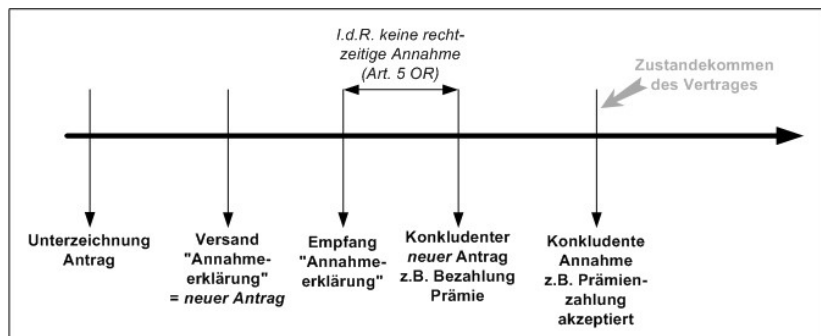 I.d.R. keine recht-
zeitige Annahme
(Art. 5 OR)
Zustandekommen
des Vertrages
Unterzeichnung
Antrag
Versand
"Annahme-
erklärung"
= neuer Antrag
Empfang
"Annahme-
erklärung"
Konkludenter
neuer Antrag
z.B. Bezahlung
Prämie
Konkludente
Annahme
z.B. Prämien-
zahlung
akzeptiert